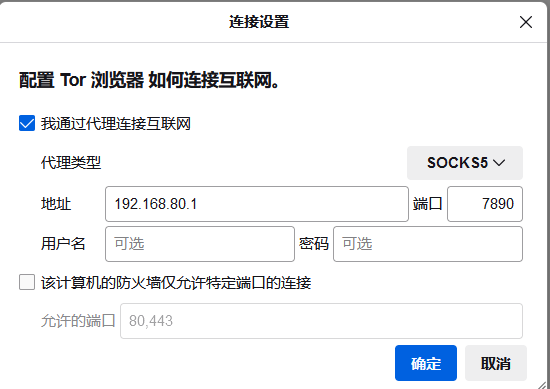 连接设置
配置 Tor 浏览器 如何连接互联网。
我通过代理连接互联网
代理类型 SOCKS5
地址 192.168.80.1 端口 7890
用户名 可选 密码 可选
该计算机的防火墙仅允许特定端口的连接
允许的端口 80,443
确定 取消